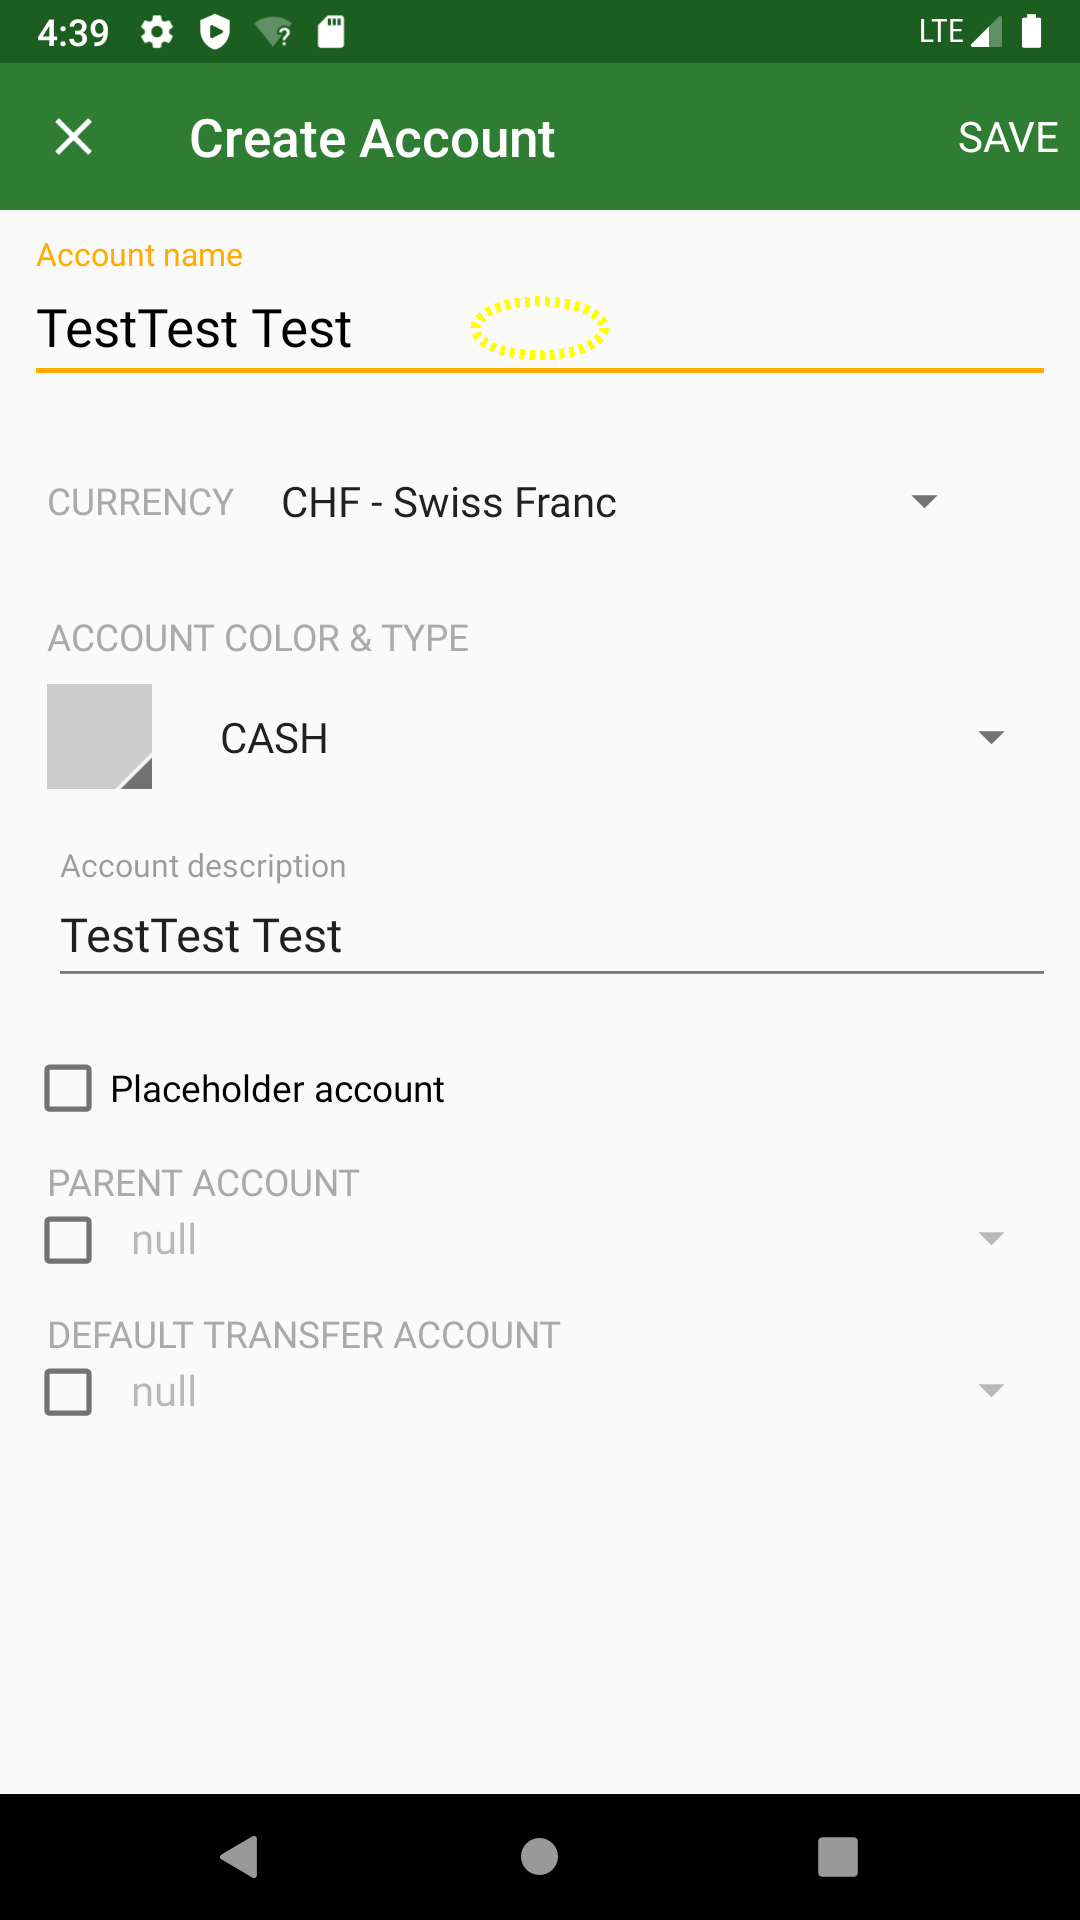 4:39
LTE
Create Account
SAVE
Account name
TestTest Test
CURRENCY
CHF - Swiss Franc
ACCOUNT COLOR & TYPE
CASH
Account description
TestTest Test
Placeholder account
PARENT ACCOUNT
null
DEFAULT TRANSFER ACCOUNT
null